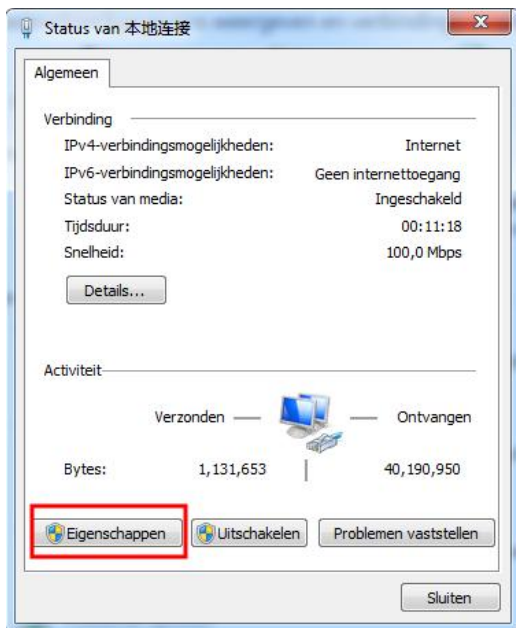 Status van 本地连接
Algemeen
Verbinding
IPv4-verbindingsmogelijkheden: Internet
IPv6-verbindingsmogelijkheden: Geen internettoegang
Status van media: Ingeschakeld
Tijdsduur: 00:11:18
Snelheid: 100,0 Mbps
Details...
Activiteit
Verzonden Ontvangen
Bytes: 1,131,653 40,190,950
Eigenschappen Uitschakelen Problemen vaststellen
Sluiten